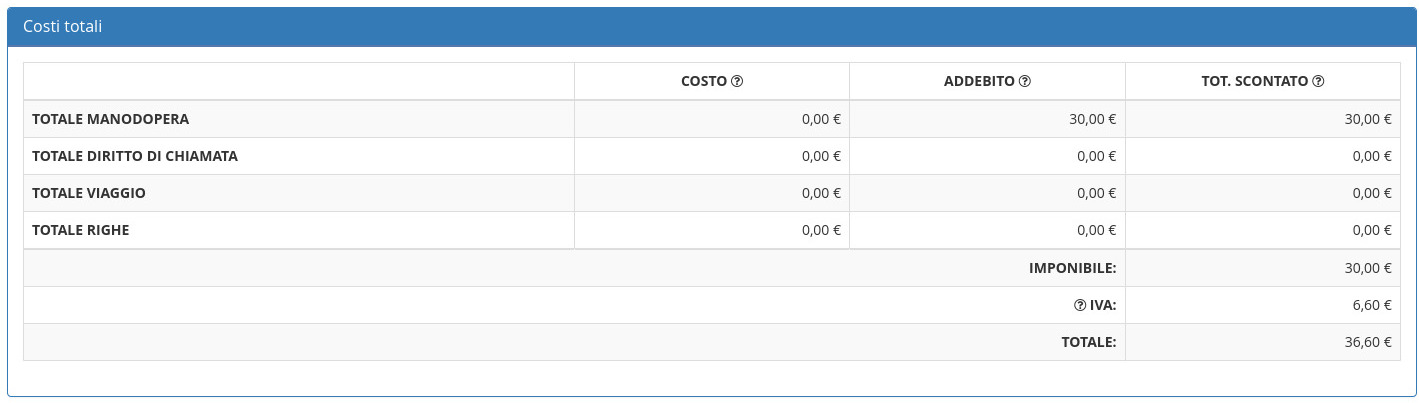 Costi totali
COSTO ADDEBITO TOT. SCONTATO
TOTALE MANODOPERA 0,00 € 30,00 € 30,00 €
TOTALE DIRITTO DI CHIAMATA 0,00 € 0,00 € 0,00 €
TOTALE VIAGGIO 0,00 € 0,00 € 0,00 €
TOTALE RIGHE 0,00 € 0,00 € 0,00 €
IMPONIBILE: 30,00 €
IVA: 6,60 €
TOTALE: 36,60 €